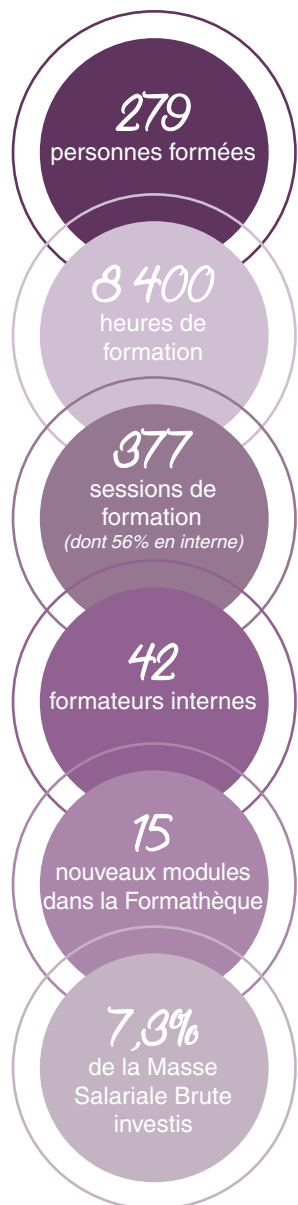 279
personnes formées
8 400
heures de
formation
377
sessions de
formation
(dont 56% en interne)
42
formateurs internes
15
nouveaux modules
dans la Formathèque
7,3%
de la Masse
Salariale Brute
investis